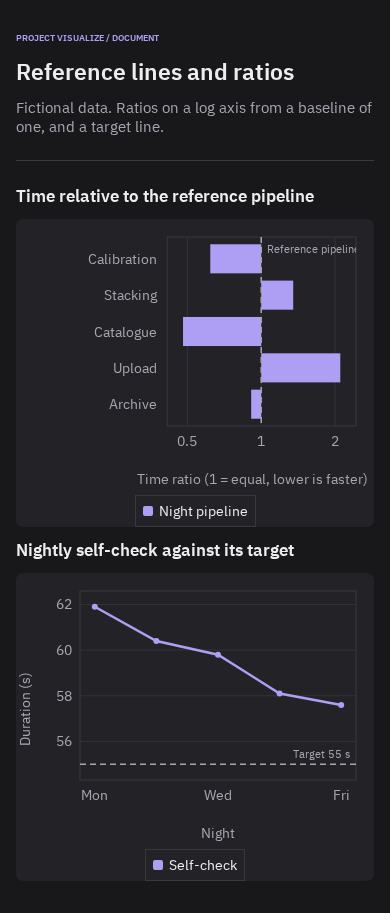 PROJECT VISUALIZE / DOCUMENT
Reference lines and ratios
Fictional data. Ratios on a log axis from a baseline of
one, and a target line.
Time relative to the reference pipeline
Reference pipeline
Calibration
Stacking
Catalogue
Upload
Archive
0.5 1 2
Time ratio (1 = equal, lower is faster)
Night pipeline
Nightly self-check against its target
62
60
58
56
Duration (s)
Target 55 s
Mon Wed Fri
Night
Self-check